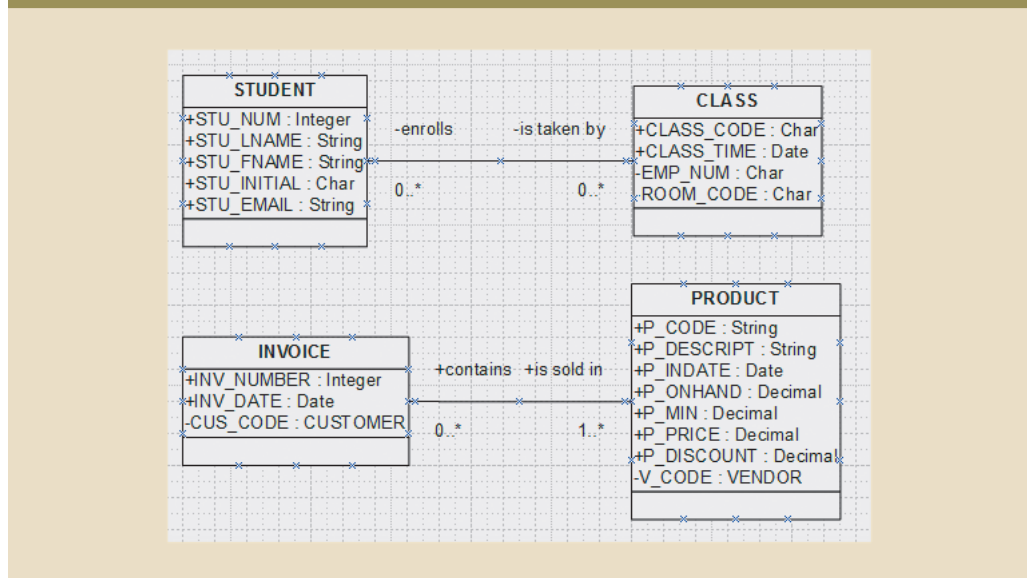 STUDENT
+STU_NUM : Integer
+STU_LNAME : String
+STU_FNAME : String
+STU_INITIAL : Char
+STU_EMAIL : String
-enrolls
-is taken by
0..*
0..*
CLASS
+CLASS_CODE : Char
+CLASS_TIME : Date
-EMP_NUM : Char
-ROOM_CODE : Char
INVOICE
+INV_NUMBER : Integer
+INV_DATE : Date
-CUS_CODE : CUSTOMER
+contains
+is sold in
0..*
1..*
PRODUCT
+P_CODE : String
+P_DESCRIPT : String
+P_INDATE : Date
+P_ONHAND : Decimal
+P_MIN : Decimal
+P_PRICE : Decimal
+P_DISCOUNT : Decimal
-V_CODE : VENDOR